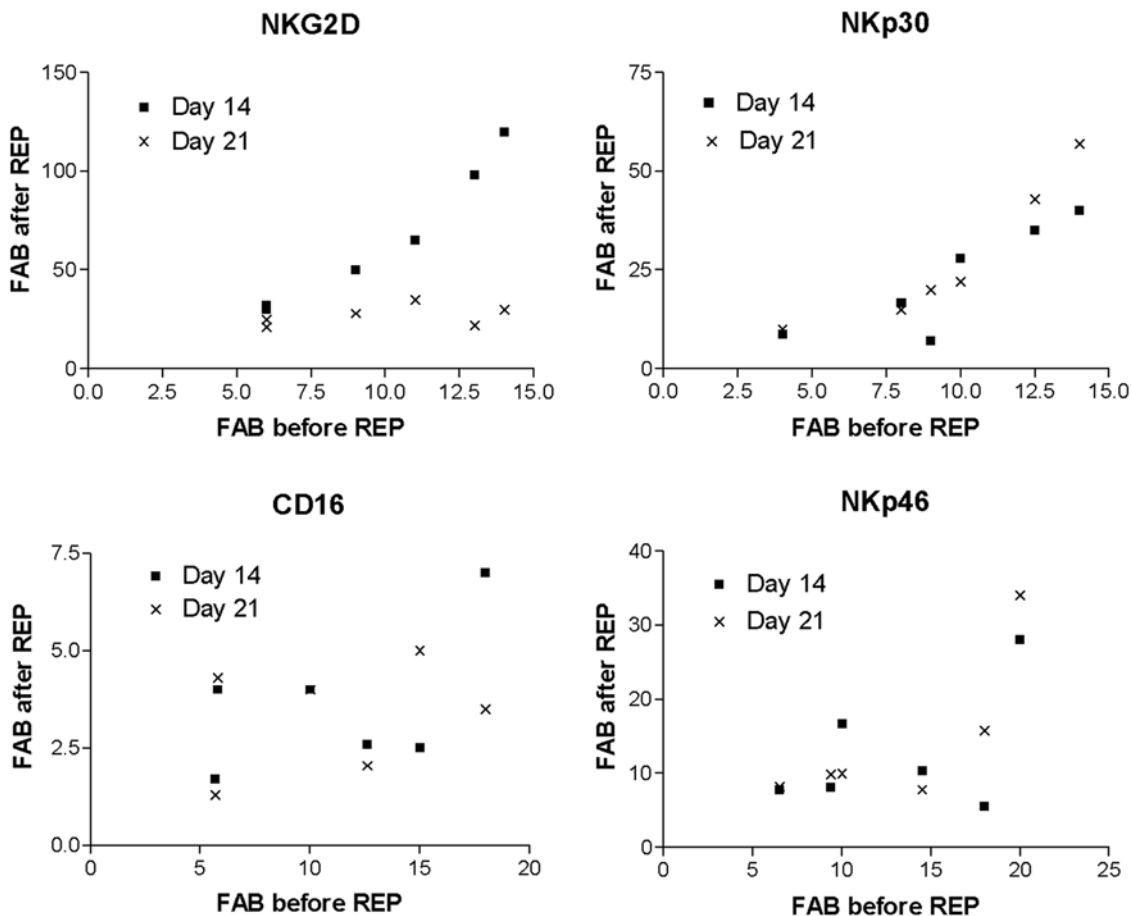 NKG2D
150
100
50
0
FAB after REP
Day 14
Day 21
0.0 2.5 5.0 7.5 10.0 12.5 15.0
FAB before REP
NKp30
75
50
25
0
FAB after REP
Day 14
Day 21
0.0 2.5 5.0 7.5 10.0 12.5 15.0
FAB before REP
CD16
7.5
5.0
2.5
0.0
FAB after REP
Day 14
Day 21
0 5 10 15 20
FAB before REP
NKp46
40
30
20
10
0
FAB after REP
Day 14
Day 21
0 5 10 15 20 25
FAB before REP